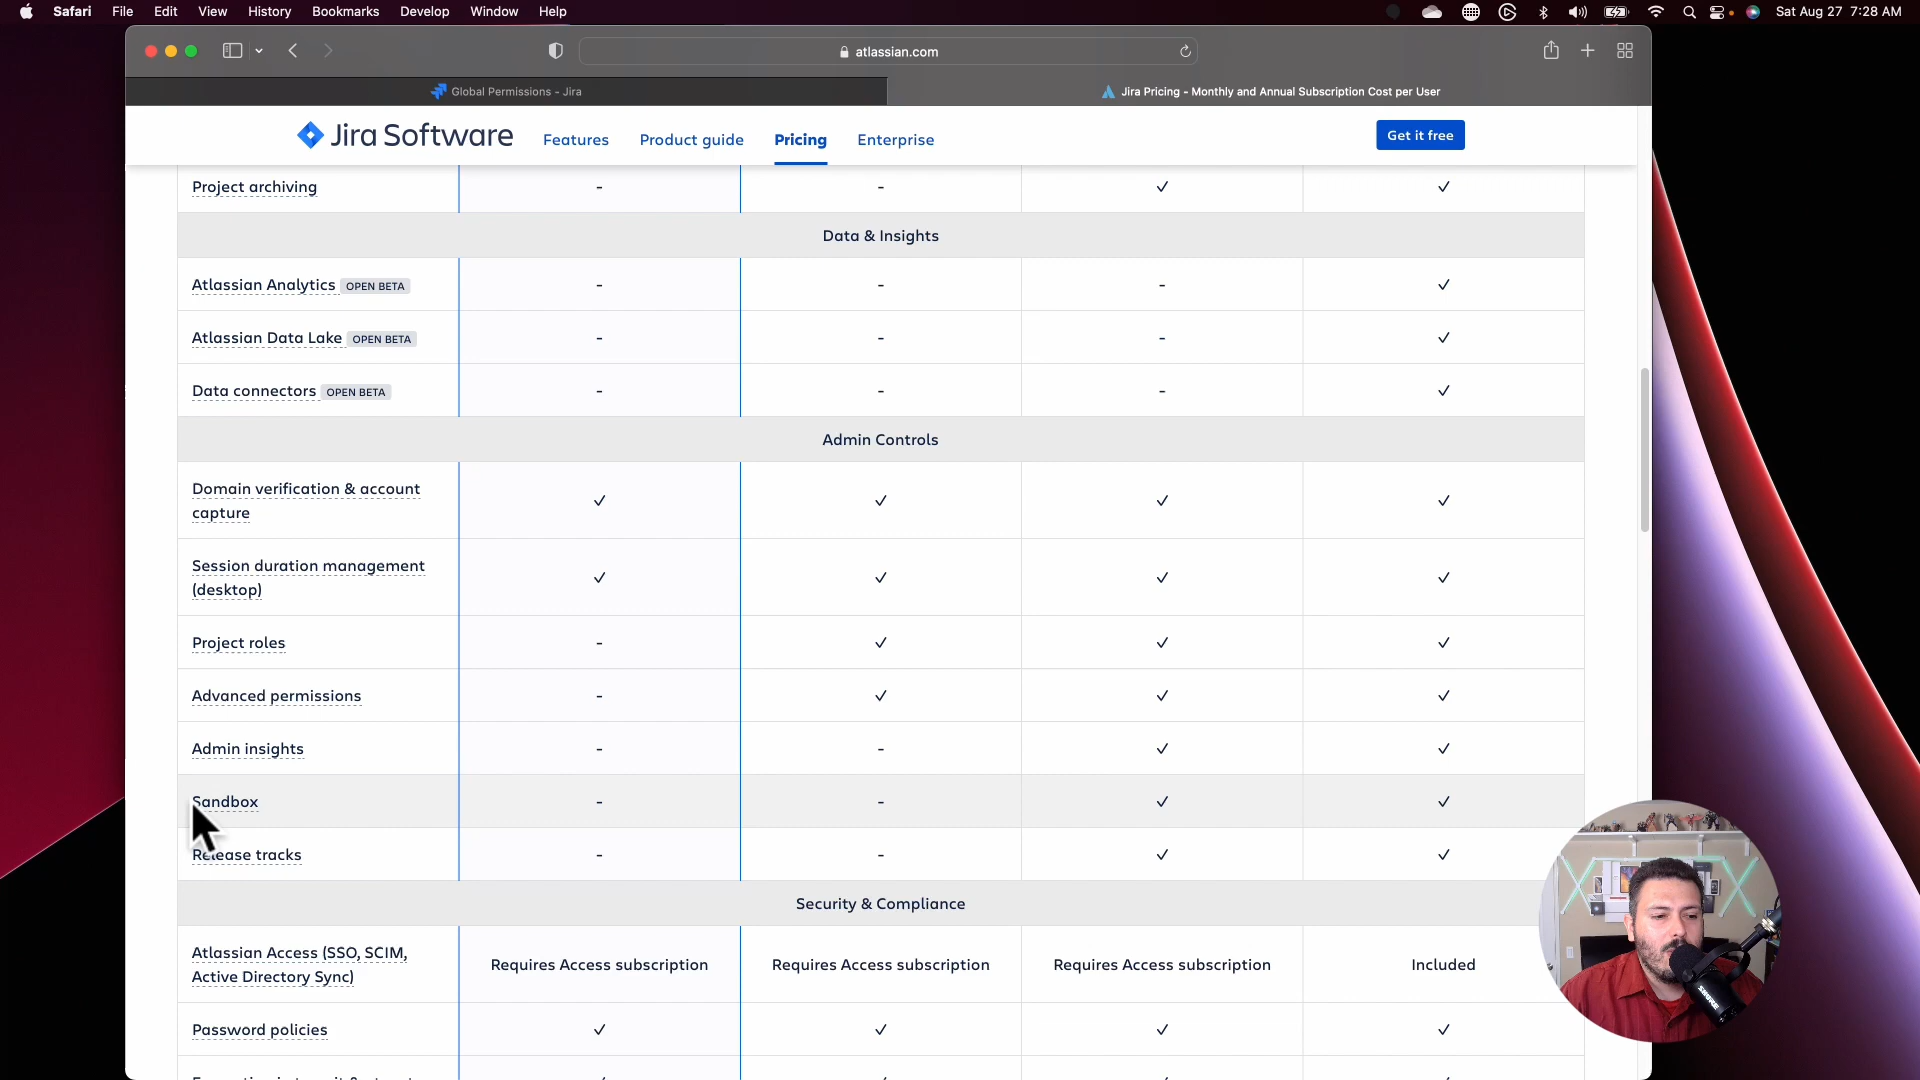 Safari File Edit View History Bookmarks Develop Window Help Sat Aug 27 7:28 AM
atlassian.com
Global Permissions - Jira
Jira Pricing - Monthly and Annual Subscription Cost per User
Jira Software Features Product guide Pricing Enterprise Get it free
Project archiving - - ✓ ✓
Data & Insights
Atlassian Analytics OPEN BETA - - - ✓
Atlassian Data Lake OPEN BETA - - - ✓
Data connectors OPEN BETA - - - ✓
Admin Controls
Domain verification & account
capture ✓ ✓ ✓ ✓
Session duration management
(desktop) ✓ ✓ ✓ ✓
Project roles - ✓ ✓ ✓
Advanced permissions - ✓ ✓ ✓
Admin insights - - ✓ ✓
Sandbox - - ✓ ✓
Release tracks - - ✓ ✓
Security & Compliance
Atlassian Access (SSO, SCIM,
Active Directory Sync) Requires Access subscription Requires Access subscription Requires Access subscription Included
Password policies ✓ ✓ ✓ ✓
SHURE